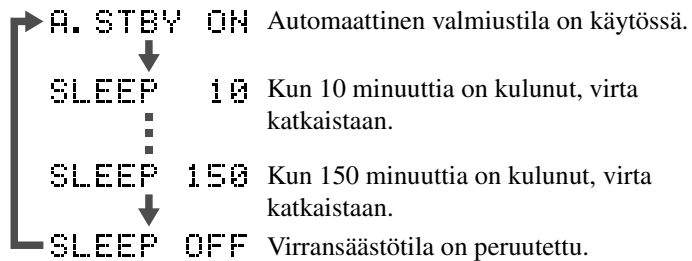 A. STBY ON Automaattinen valmiustila on käytössä.
SLEEP 10 Kun 10 minuuttia on kulunut, virta
katkaistaan.
SLEEP 150 Kun 150 minuuttia on kulunut, virta
katkaistaan.
SLEEP OFF Virransäästötila on peruutettu.